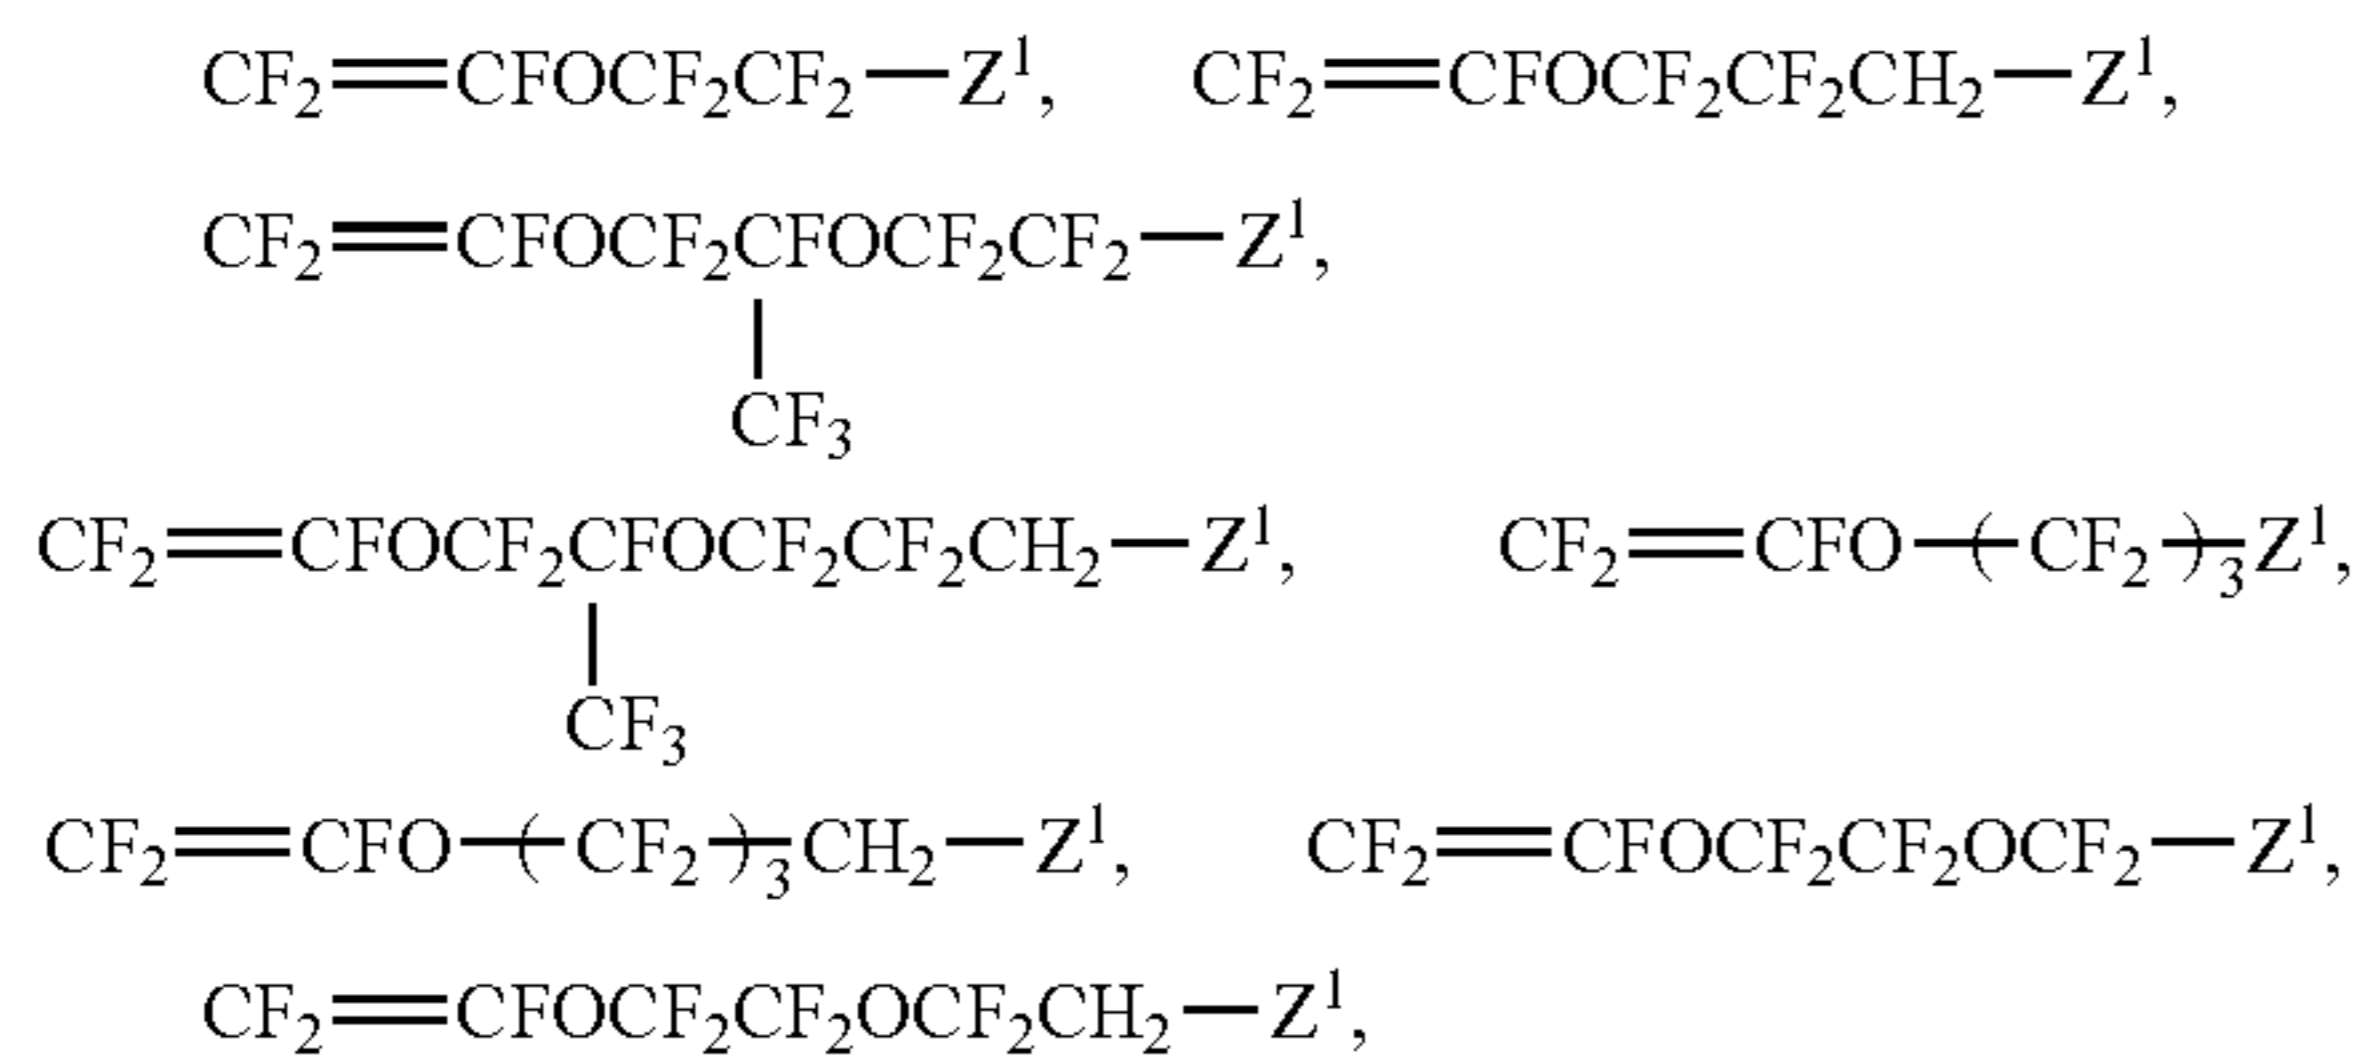 CF₂=CFOCF₂CF₂—Z¹, CF₂=CFOCF₂CF₂CH₂—Z¹,
CF₂=CFOCF₂CFOCF₂CF₂—Z¹,
CF₃
CF₂=CFOCF₂CFOCF₂CF₂CH₂—Z¹, CF₂=CFO—(CF₂)₃Z¹,
CF₃
CF₂=CFO—(CF₂)₃CH₂—Z¹, CF₂=CFOCF₂CF₂OCF₂—Z¹,
CF₂=CFOCF₂CF₂OCF₂CH₂—Z¹,